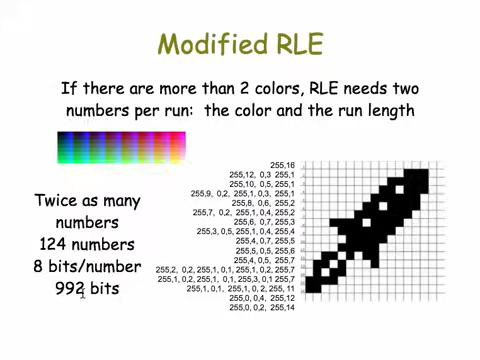 Modified RLE
If there are more than 2 colors, RLE needs two
numbers per run: the color and the run length
Twice as many
numbers
124 numbers
8 bits/number
992 bits
255,16
255,12, 0,3 255,1
255,10, 0,5, 255,1
255,9, 0,2, 255,1, 0,3, 255,1
255,8, 0,6, 255,2
255,7, 0,2, 255,1, 0,4, 255,2
255,6, 0,7, 255,3
255,3, 0,5, 255,1, 0,4, 255,4
255,4, 0,7, 255,5
255,5, 0,5, 255,6
255,4, 0,5, 255,7
255,2, 0,2, 255,1, 0,1, 255,1, 0,2, 255,7
255,1, 0,2, 255,1, 0,1, 255,3, 0,1 255,7
255,1, 0,1, 255,1, 0,2, 255, 11
255,0, 0,4, 255,12
255,0, 0,2, 255,14